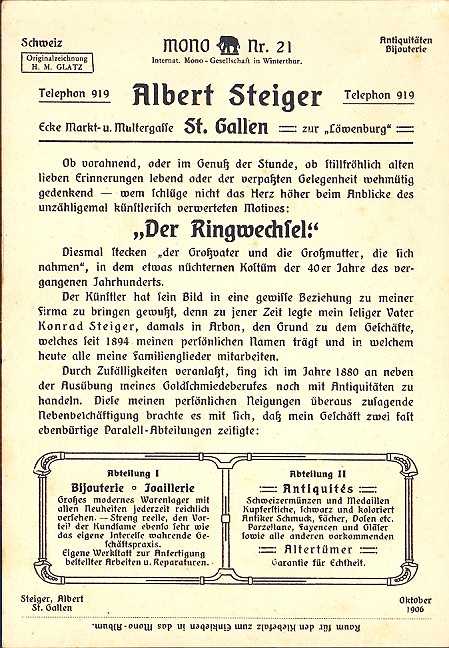 Schweiz
Originalzeichnung
H. M. GLATZ
mono Nr. 21
Internat. Mono-Gesellschaft in Winterthur.
Antiquitäten
Bijouterie
Telephon 919 Albert Steiger Telephon 919
Ecke Markt- u. Multergasse St. Gallen zur „Löwenburg“
Ob vorahnend, oder im Genuß der Stunde, ob stillfröhlich alten
lieben Erinnerungen lebend oder der verpaßten Gelegenheit wehmütig
gedenkend — wem schlüge nicht das Herz höher beim Anblicke des
unzähligemal künstlerisch verwerteten Motives:
„Der Ringwechsel!“
Diesmal stecken „der Großvater und die Großmutter, die sich
nahmen“, in dem etwas nüchternen Kostüm der 40er Jahre des ver-
gangenen Jahrhunderts.
Der Künstler hat sein Bild in eine gewisse Beziehung zu meiner
Firma zu bringen gewußt, denn zu jener Zeit legte mein seliger Vater
Konrad Steiger, damals in Arbon, den Grund zu dem Geschäfte,
welches seit 1894 meinen persönlichen Namen trägt und in welchem
heute alle meine Familienglieder mitarbeiten.
Durch Zufälligkeiten veranlaßt, fing ich im Jahre 1880 an neben
der Ausübung meines Goldschmiedeberufes noch mit Antiquitäten zu
handeln. Diese meinen persönlichen Neigungen überaus zusagende
Nebenbeschäftigung brachte es mit sich, daß mein Geschäft zwei fast
ebenbürtige Paralell-Abteilungen zeitigte:
Abteilung I
Bijouterie ∘ Joaillerie
Großes modernes Warenlager mit
allen Neuheiten jederzeit reichlich
versehen. — Streng reelle, den Vor-
teil der Kundsame ebenso sehr wie
das eigene Interesse wahrende Ge-
schäftspraxis.
Eigene Werkstatt zur Anfertigung
bestellter Arbeiten u. Reparaturen.
Abteilung II
Antiquités
Schweizermünzen und Medaillen
Kupferstiche, schwarz und koloriert
Antiker Schmuck, Fächer, Dosen etc.
Porzellane, Fayencen und Gläser
sowie alle anderen vorkommenden
Altertümer
Garantie für Echtheit.
Steiger, Albert
St. Gallen
Oktober
1906
Raum für den Klebefalz zum Einkleben in das Mono-Album.